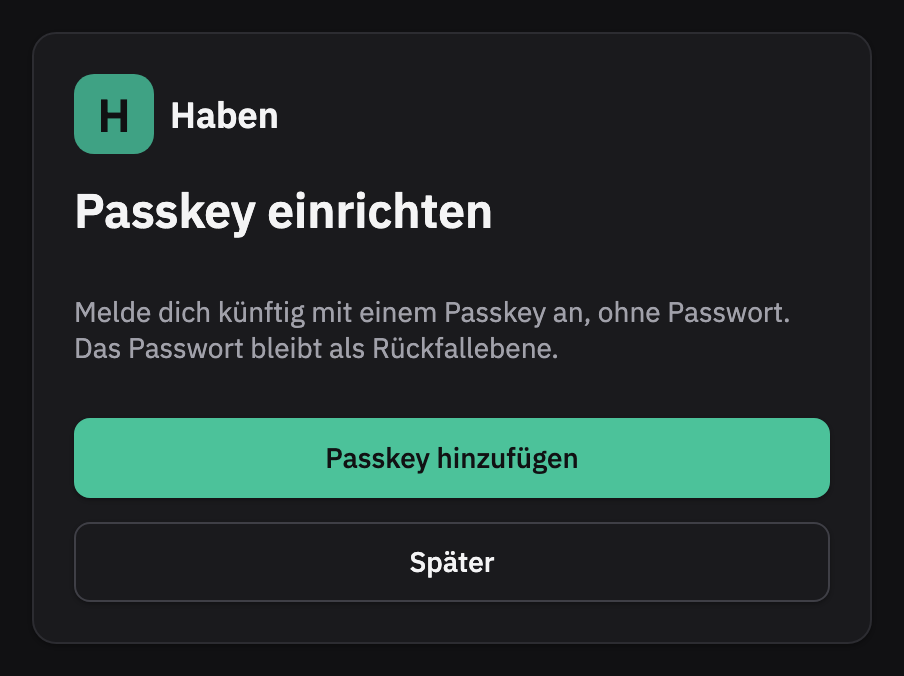 H
Haben
Passkey einrichten
Melde dich künftig mit einem Passkey an, ohne Passwort.
Das Passwort bleibt als Rückfallebene.
Passkey hinzufügen
Später